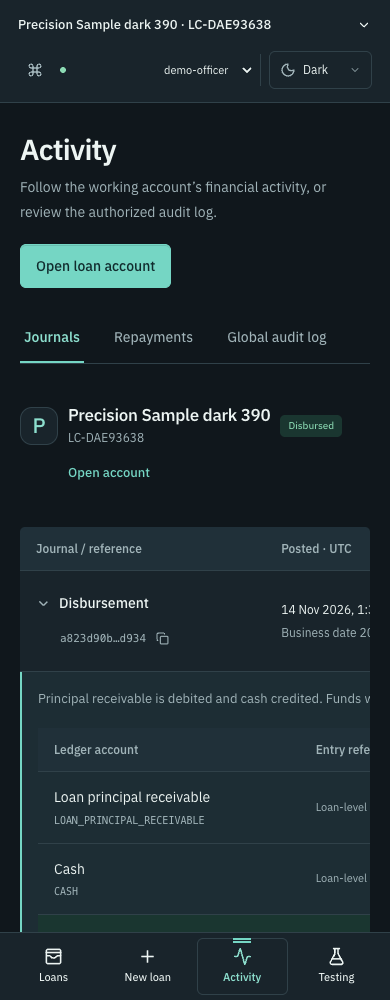 Precision Sample dark 390 · LC-DAE93638
⌘ demo-officer Dark
Activity
Follow the working account’s financial activity, or
review the authorized audit log.
Open loan account
Journals Repayments Global audit log
P Precision Sample dark 390 Disbursed
LC-DAE93638
Open account
Journal / reference Posted · UTC
Disbursement
14 Nov 2026, 1:
a823d90b…d934 Business date 20
Principal receivable is debited and cash credited. Funds
Ledger account Entry refe
Loan principal receivable
LOAN_PRINCIPAL_RECEIVABLE Loan-level
Cash
CASH Loan-level
Loans New loan Activity Testing